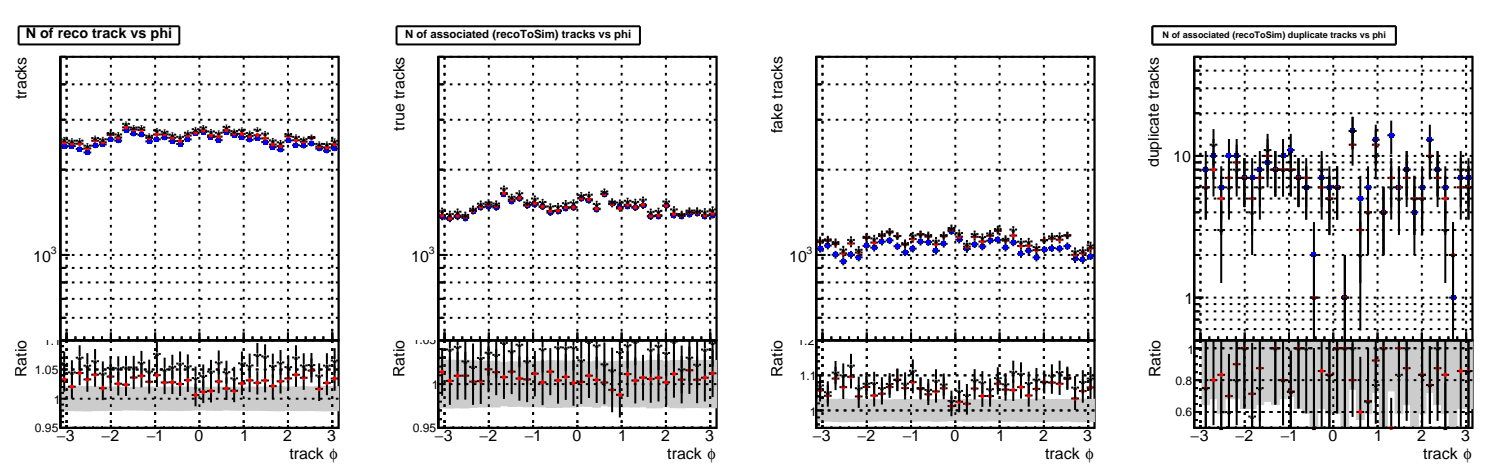 N of reco track vs phi
tracks
10³
Ratio
1.1
1.05
1
0.95
−3 −2 −1 0 1 2 3
track ϕ
N of associated (recoToSim) tracks vs phi
true tracks
10³
Ratio
1.05
1
0.95
−3 −2 −1 0 1 2 3
track ϕ
fake tracks
10³
Ratio
1.2
1.1
1
−3 −2 −1 0 1 2 3
track ϕ
N of associated (recoToSim) duplicate tracks vs phi
duplicate tracks
10
1
Ratio
1
0.8
0.6
−3 −2 −1 0 1 2 3
track ϕ